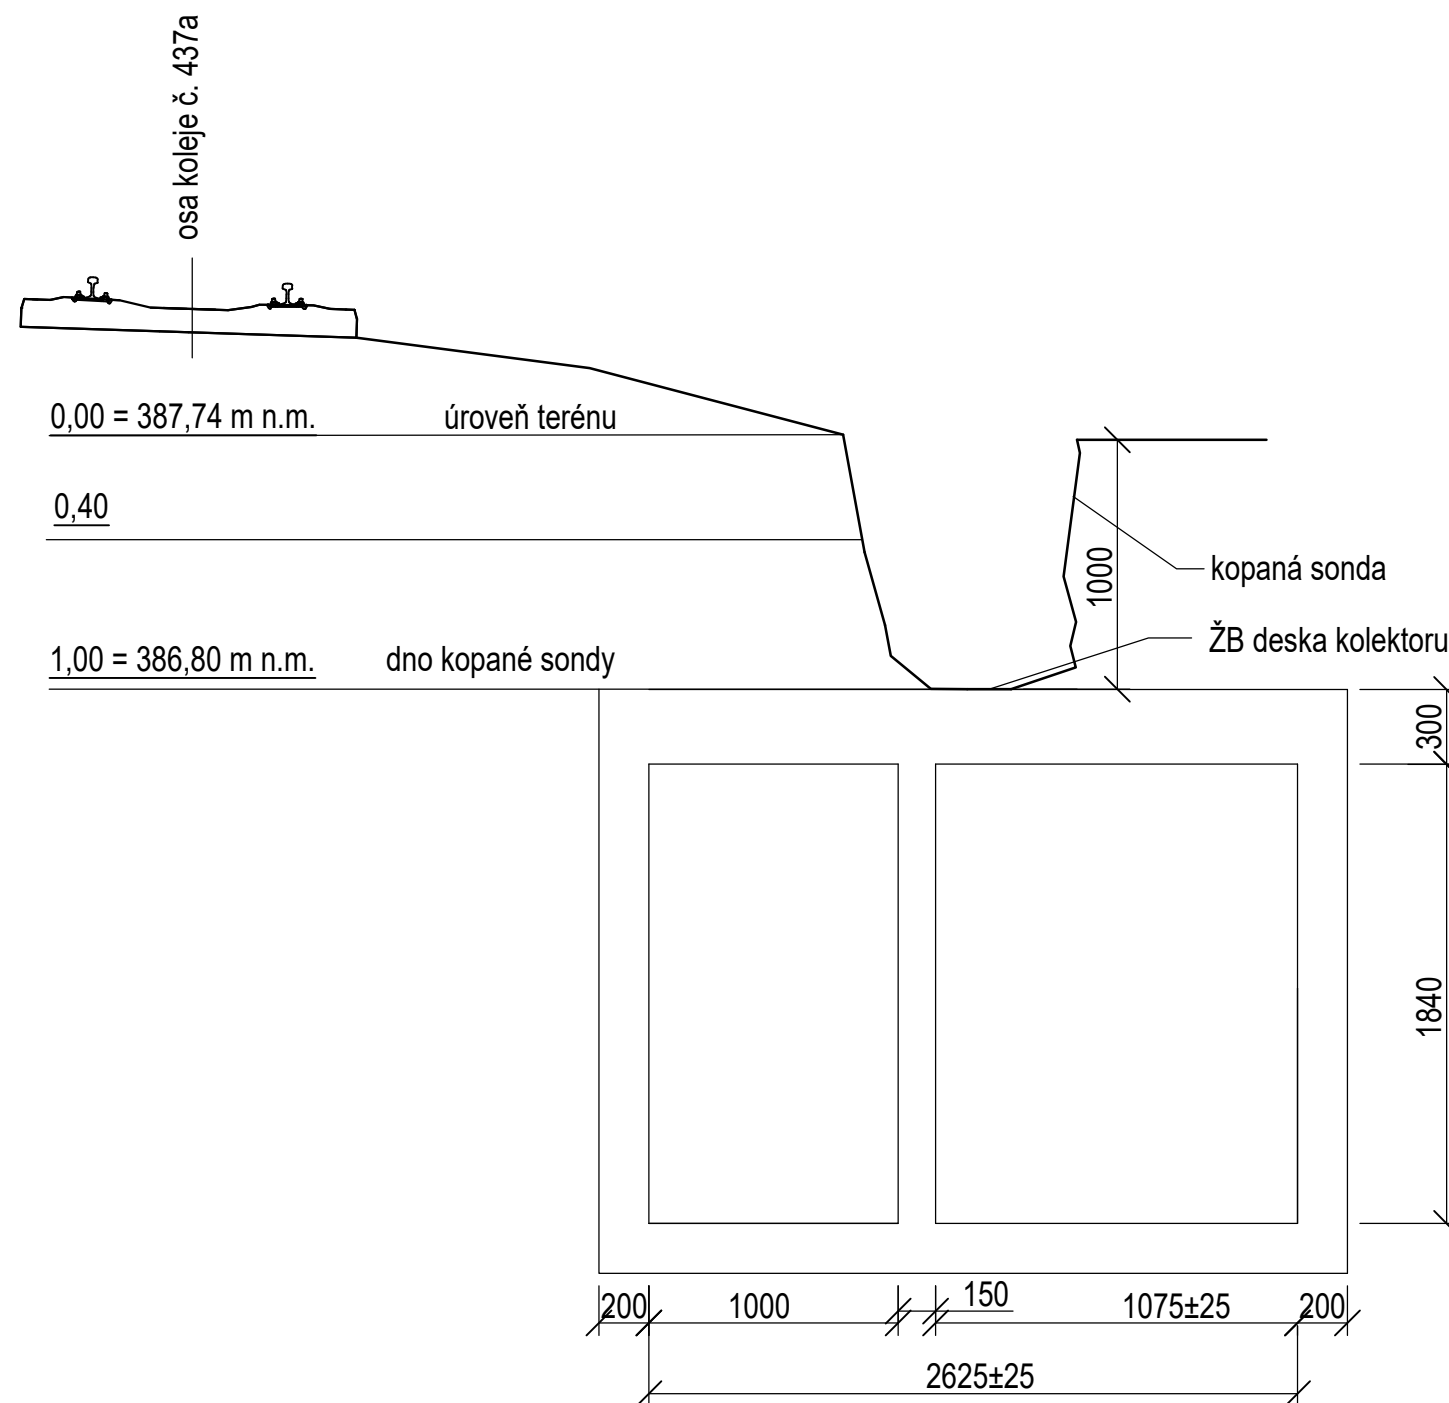 osa koleje č. 437a
0,00 = 387,74 m n.m. úroveň terénu
0,40
1000
kopaná sonda
ŽB deska kolektoru
1,00 = 386,80 m n.m. dno kopané sondy
300
1840
200 1000 150 1075±25 200
2625±25